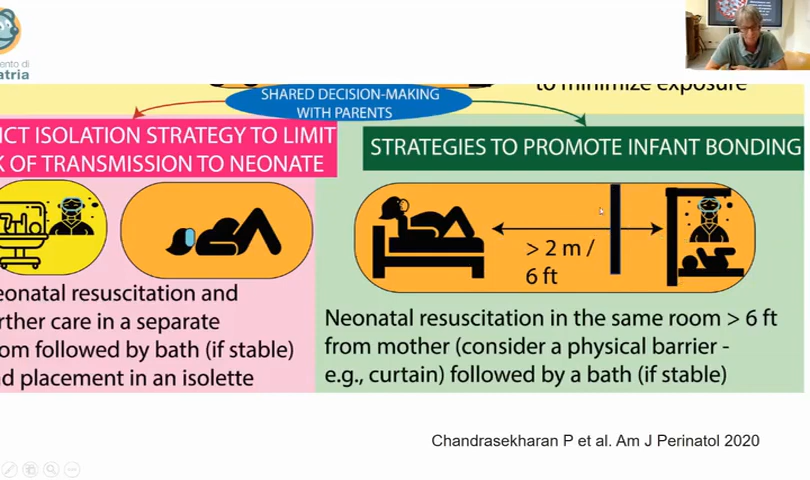 ento di
atria
to minimize exposure
SHARED DECISION-MAKING
WITH PARENTS
ICT ISOLATION STRATEGY TO LIMIT
K OF TRANSMISSION TO NEONATE
STRATEGIES TO PROMOTE INFANT BONDING
> 2 m /
6 ft
eonatal resuscitation and
rther care in a separate
om followed by bath (if stable)
d placement in an isolette
Neonatal resuscitation in the same room > 6 ft
from mother (consider a physical barrier -
e.g., curtain) followed by a bath (if stable)
Chandrasekharan P et al. Am J Perinatol 2020